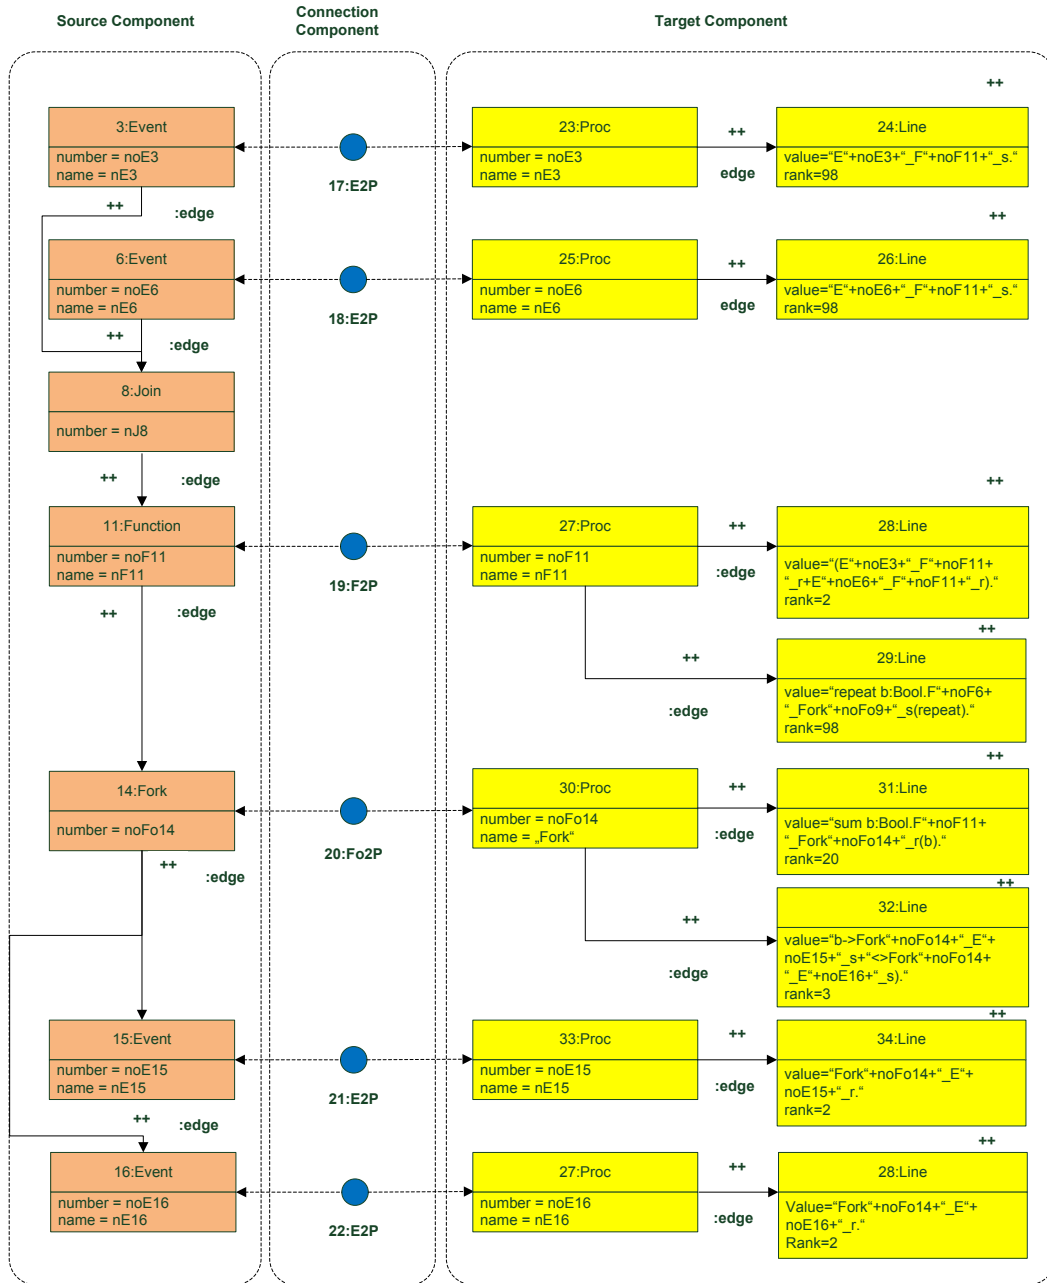 Source Component
Connection
Component
Target Component
++
3:Event
number = noE3
name = nE3
17:E2P
23:Proc
number = noE3
name = nE3
++
edge
24:Line
value=“E“+noE3+“_F“+noF11+“_s.“
rank=98
++
:edge
++
6:Event
number = noE6
name = nE6
18:E2P
25:Proc
number = noE6
name = nE6
++
edge
26:Line
value=“E“+noE6+“_F“+noF11+“_s.“
rank=98
++
:edge
8:Join
number = nJ8
++
:edge
++
11:Function
number = noF11
name = nF11
19:F2P
27:Proc
number = noF11
name = nF11
++
:edge
28:Line
value=“(E“+noE3+“_F“+noF11+
“_r+E“+noE6+“_F“+noF11+“_r).“
rank=2
++
:edge
++
++
:edge
29:Line
value=“repeat b:Bool.F“+noF6+
“_Fork“+noFo9+“_s(repeat).“
rank=98
++
14:Fork
number = noFo14
20:Fo2P
30:Proc
number = noFo14
name = „Fork“
++
:edge
31:Line
value=“sum b:Bool.F“+noF11+
“_Fork“+noFo14+“_r(b).“
rank=20
++
:edge
++
++
:edge
32:Line
value=“b->Fork“+noFo14+“_E“+
noE15+“_s+“<>Fork“+noFo14+
“_E“+noE16+“_s).“
rank=3
++
15:Event
number = noE15
name = nE15
21:E2P
33:Proc
number = noE15
name = nE15
++
:edge
34:Line
value=“Fork“+noFo14+“_E“+
noE15+“_r.“
rank=2
++
:edge
++
16:Event
number = noE16
name = nE16
22:E2P
27:Proc
number = noE16
name = nE16
++
:edge
28:Line
Value=“Fork“+noFo14+“_E“+
noE16+“_r.“
Rank=2